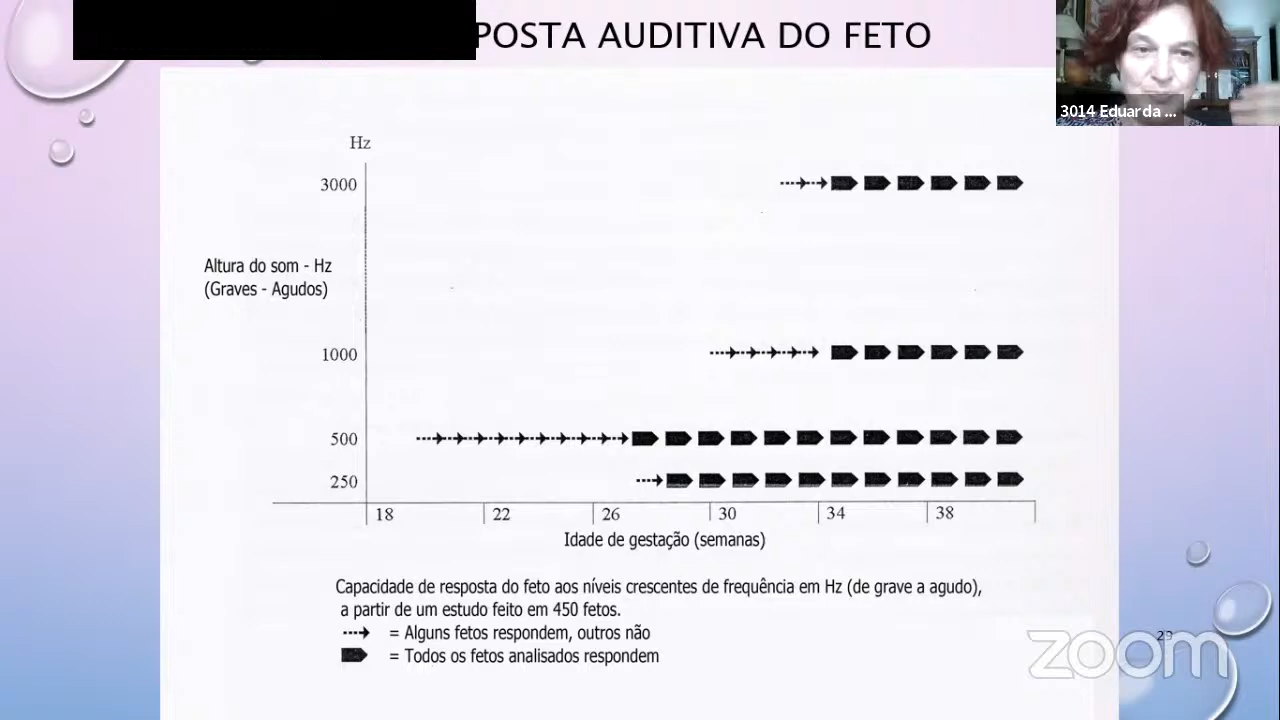 POSTA AUDITIVA DO FETO
3014 Eduarda ...
Hz
3000
Altura do som - Hz
(Graves - Agudos)
1000
500
250
18 22 26 30 34 38
Idade de gestação (semanas)
Capacidade de resposta do feto aos níveis crescentes de frequência em Hz (de grave a agudo),
a partir de um estudo feito em 450 fetos.
= Alguns fetos respondem, outros não
= Todos os fetos analisados respondem
zoom